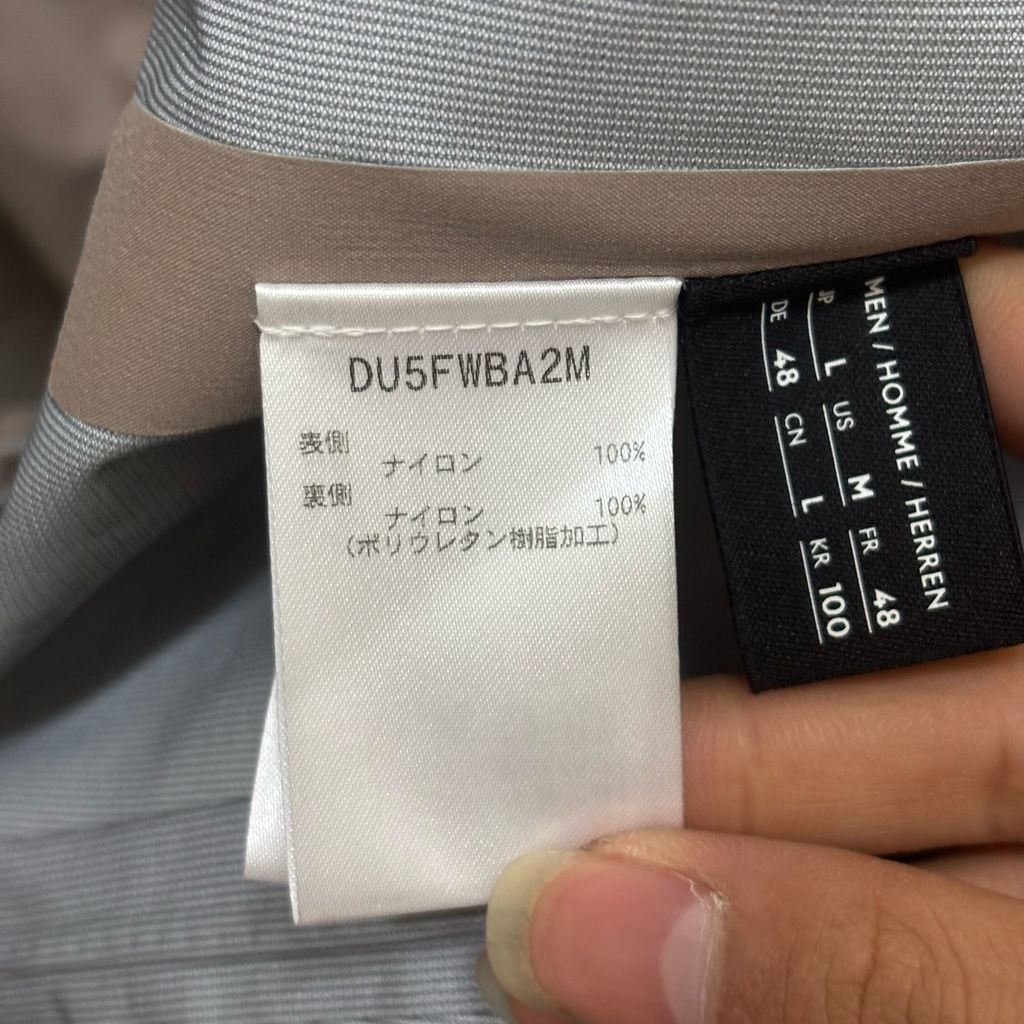 DU5FWBA2M
表側
ナイロン 100%
裏側
ナイロン 100%
(ポリウレタン樹脂加工)
MEN / HOMME / HERREN
JP L US M FR 48
DE 48 CN L KR 100